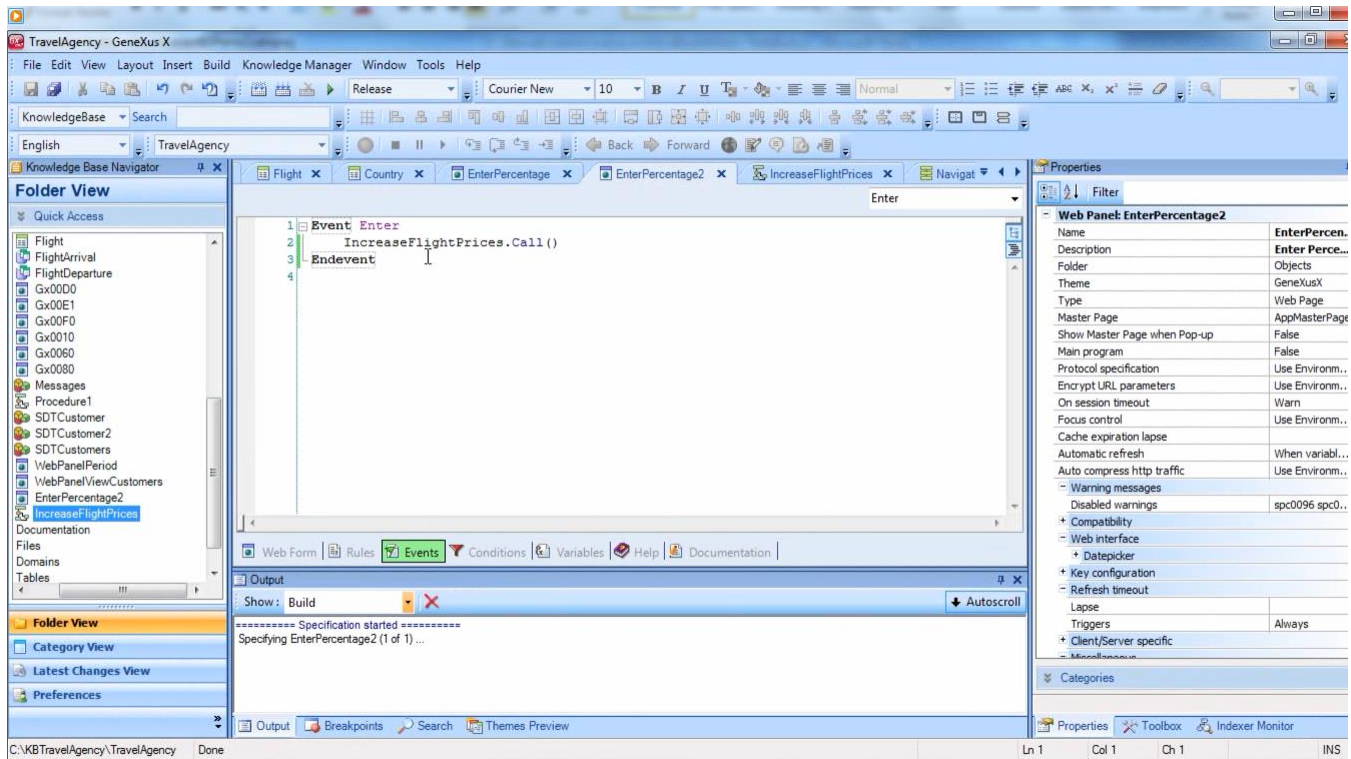 TravelAgency - GeneXus X
File Edit View Layout Insert Build Knowledge Manager Window Tools Help
Release Courier New 10 B I U Normal ABC
KnowledgeBase Search
English TravelAgency Back Forward
Knowledge Base Navigator
Folder View
Quick Access
Flight
FlightArrival
FlightDeparture
Gx00D0
Gx00E1
Gx00F0
Gx0010
Gx0060
Gx0080
Messages
Procedure1
SDTCustomer
SDTCustomer2
SDTCustomers
WebPanelPeriod
WebPanelViewCustomers
EnterPercentage2
IncreaseFlightPrices
Documentation
Files
Domains
Tables
Folder View
Category View
Latest Changes View
Preferences
Flight Country EnterPercentage EnterPercentage2 IncreaseFlightPrices Navigat
Enter
1 Event Enter
2 IncreaseFlightPrices.Call()
3 Endevent
4
Web Form Rules Events Conditions Variables Help Documentation
Output
Show: Build Autoscroll
========== Specification started ==========
Specifying EnterPercentage2 (1 of 1) ...
Output Breakpoints Search Themes Preview
Properties
Filter
Web Panel: EnterPercentage2
Name EnterPercen..
Description Enter Perce...
Folder Objects
Theme GeneXusX
Type Web Page
Master Page AppMasterPage
Show Master Page when Pop-up False
Main program False
Protocol specification Use Environm..
Encrypt URL parameters Use Environm..
On session timeout Warn
Focus control Use Environm..
Cache expiration lapse
Automatic refresh When variabl...
Auto compress http traffic Use Environm..
Warning messages
Disabled warnings spc0096 spc0..
Compatibility
Web interface
Datepicker
Key configuration
Refresh timeout
Lapse
Triggers Always
Client/Server specific
Miscellaneous
Categories
Properties Toolbox Indexer Monitor
C:\KBTravelAgency\TravelAgency Done Ln 1 Col 1 Ch 1 INS